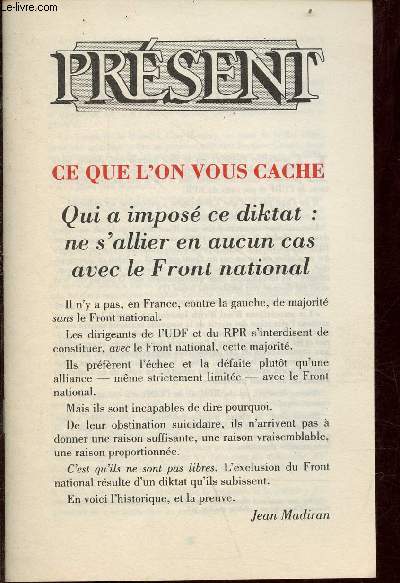 Le-livre.com
PRÉSENT
CE QUE L'ON VOUS CACHE
Qui a imposé ce diktat :
ne s'allier en aucun cas
avec le Front national
Il n'y a pas, en France, contre la gauche, de majorité
sans le Front national.
Les dirigeants de l'UDF et du RPR s'interdisent de
constituer, avec le Front national, cette majorité.
Ils préfèrent l'échec et la défaite plutôt qu'une
alliance — même strictement limitée — avec le Front
national.
Mais ils sont incapables de dire pourquoi.
De leur obstination suicidaire, ils n'arrivent pas à
donner une raison suffisante, une raison vraisemblable,
une raison proportionnée.
C'est qu'ils ne sont pas libres. L'exclusion du Front
national résulte d'un diktat qu'ils subissent.
En voici l'historique, et la preuve.
Jean Madiran